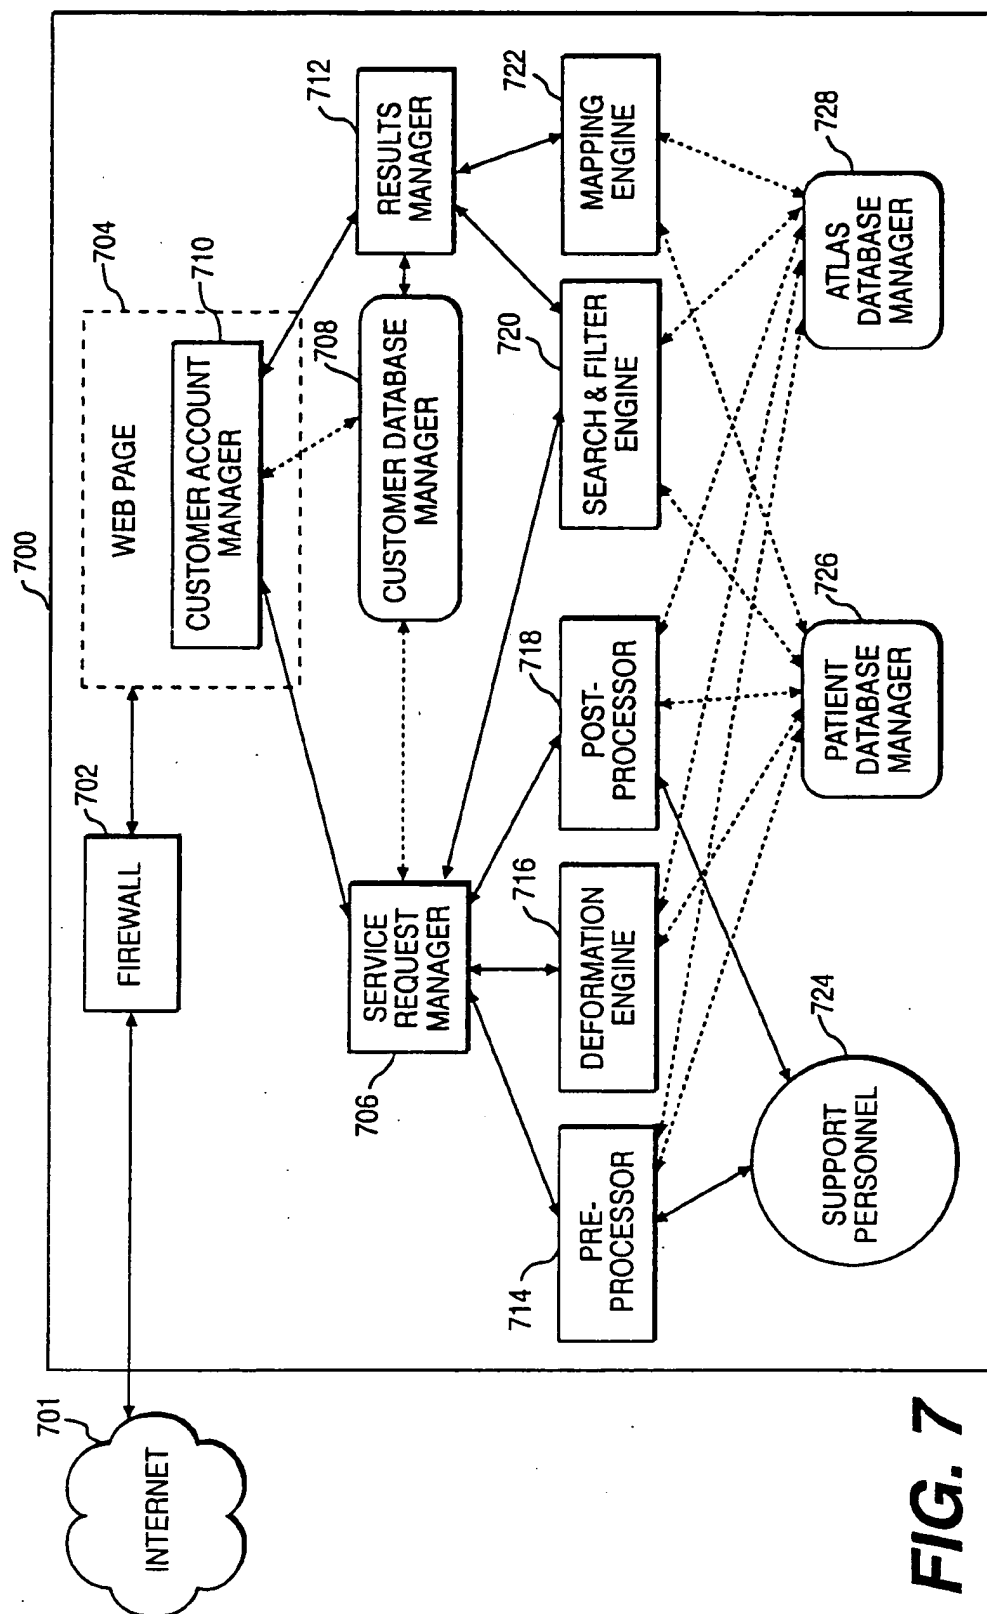 700
701
INTERNET
702
FIREWALL
704
WEB PAGE
710
CUSTOMER ACCOUNT
MANAGER
706
SERVICE
REQUEST
MANAGER
708
CUSTOMER DATABASE
MANAGER
712
RESULTS
MANAGER
714
PRE-
PROCESSOR
716
DEFORMATION
ENGINE
718
POST-
PROCESSOR
720
SEARCH & FILTER
ENGINE
722
MAPPING
ENGINE
724
SUPPORT
PERSONNEL
726
PATIENT
DATABASE
MANAGER
728
ATLAS
DATABASE
MANAGER
FIG. 7